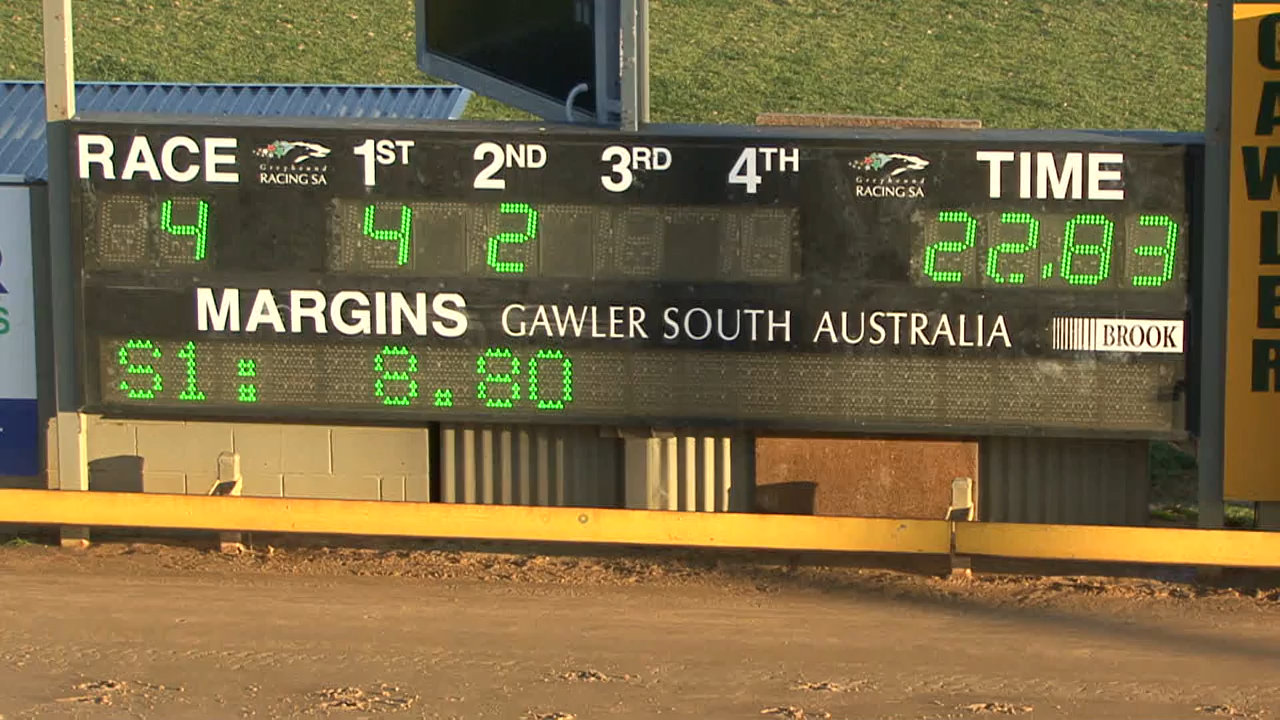 RACE Greyhound RACING SA 1ST 2ND 3RD 4TH Greyhound RACING SA TIME
4 4 2 22.83
MARGINS GAWLER SOUTH AUSTRALIA BROOK
S1: 8.80
GAWLER